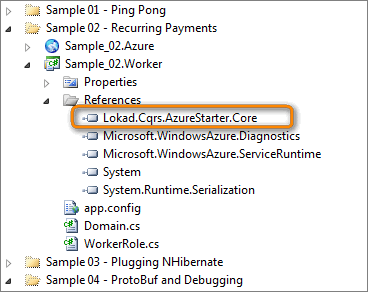 Sample 01 - Ping Pong
Sample 02 - Recurring Payments
Sample_02.Azure
Sample_02.Worker
Properties
References
Lokad.Cqrs.AzureStarter.Core
Microsoft.WindowsAzure.Diagnostics
Microsoft.WindowsAzure.ServiceRuntime
System
System.Runtime.Serialization
app.config
Domain.cs
WorkerRole.cs
Sample 03 - Plugging NHibernate
Sample 04 - ProtoBuf and Debugging